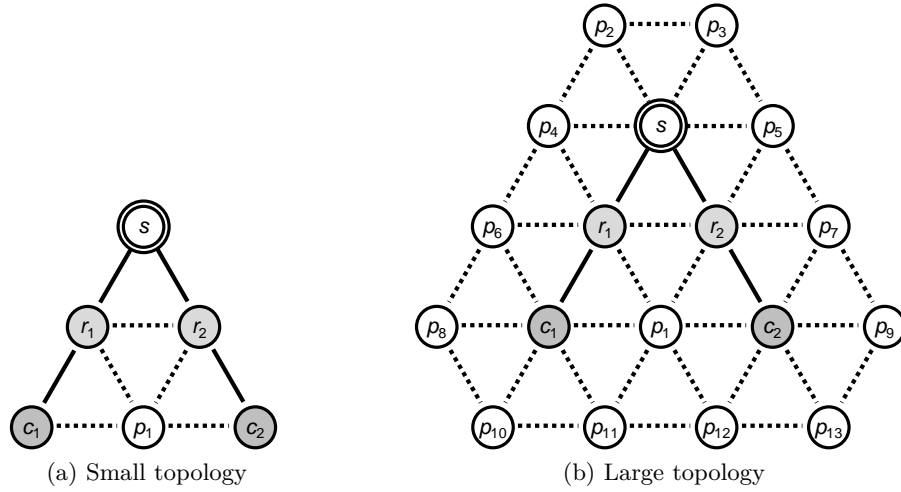 p2 p3
p4 s p5
s p6 r1 r2 p7
r1 r2 p8 c1 p1 c2 p9
c1 p1 c2 p10 p11 p12 p13
(a) Small topology (b) Large topology